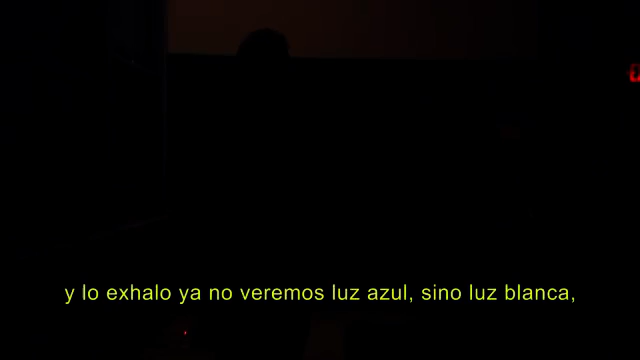 y lo exhalo ya no veremos luz azul, sino luz blanca,